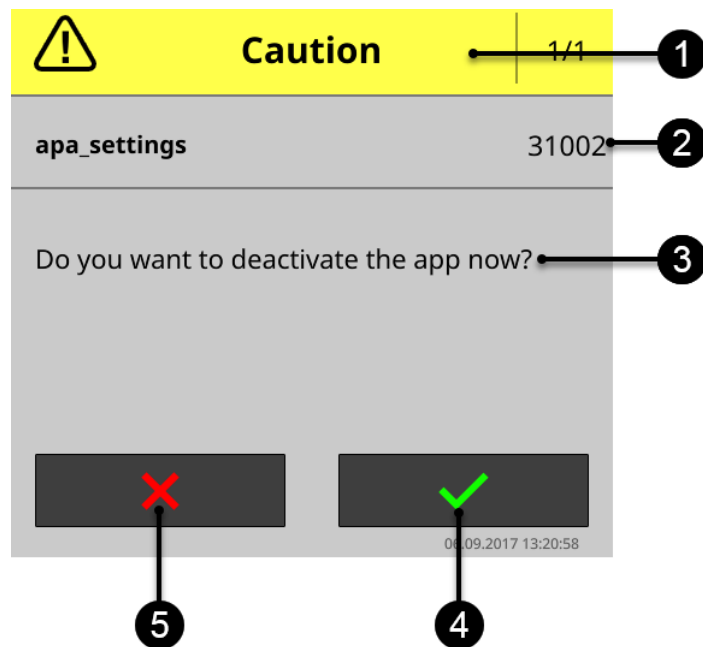 Caution 1/1
1
apa_settings 31002
2
Do you want to deactivate the app now?
3
06.09.2017 13:20:58
5 4